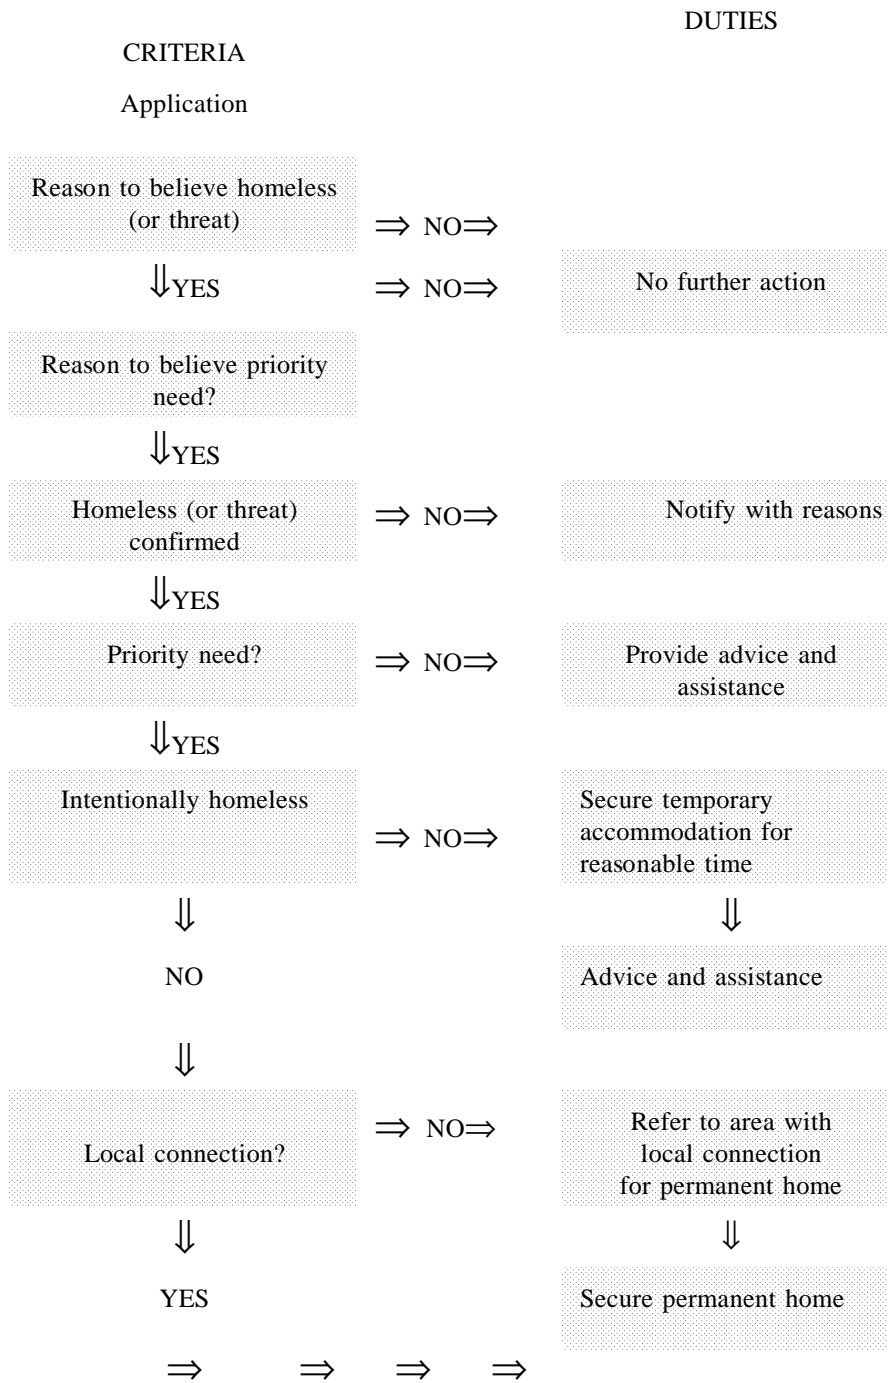 DUTIES
CRITERIA
Application
Reason to believe homeless
(or threat)
⇒ NO⇒
⇓YES
⇒ NO⇒
No further action
Reason to believe priority
need?
⇓YES
Homeless (or threat)
confirmed
⇒ NO⇒
Notify with reasons
⇓YES
Priority need?
⇒ NO⇒
Provide advice and
assistance
⇓YES
Intentionally homeless
⇒ NO⇒
Secure temporary
accommodation for
reasonable time
⇓
⇓
NO
Advice and assistance
⇓
Local connection?
⇒ NO⇒
Refer to area with
local connection
for permanent home
⇓
⇓
YES
Secure permanent home
⇒ ⇒ ⇒ ⇒